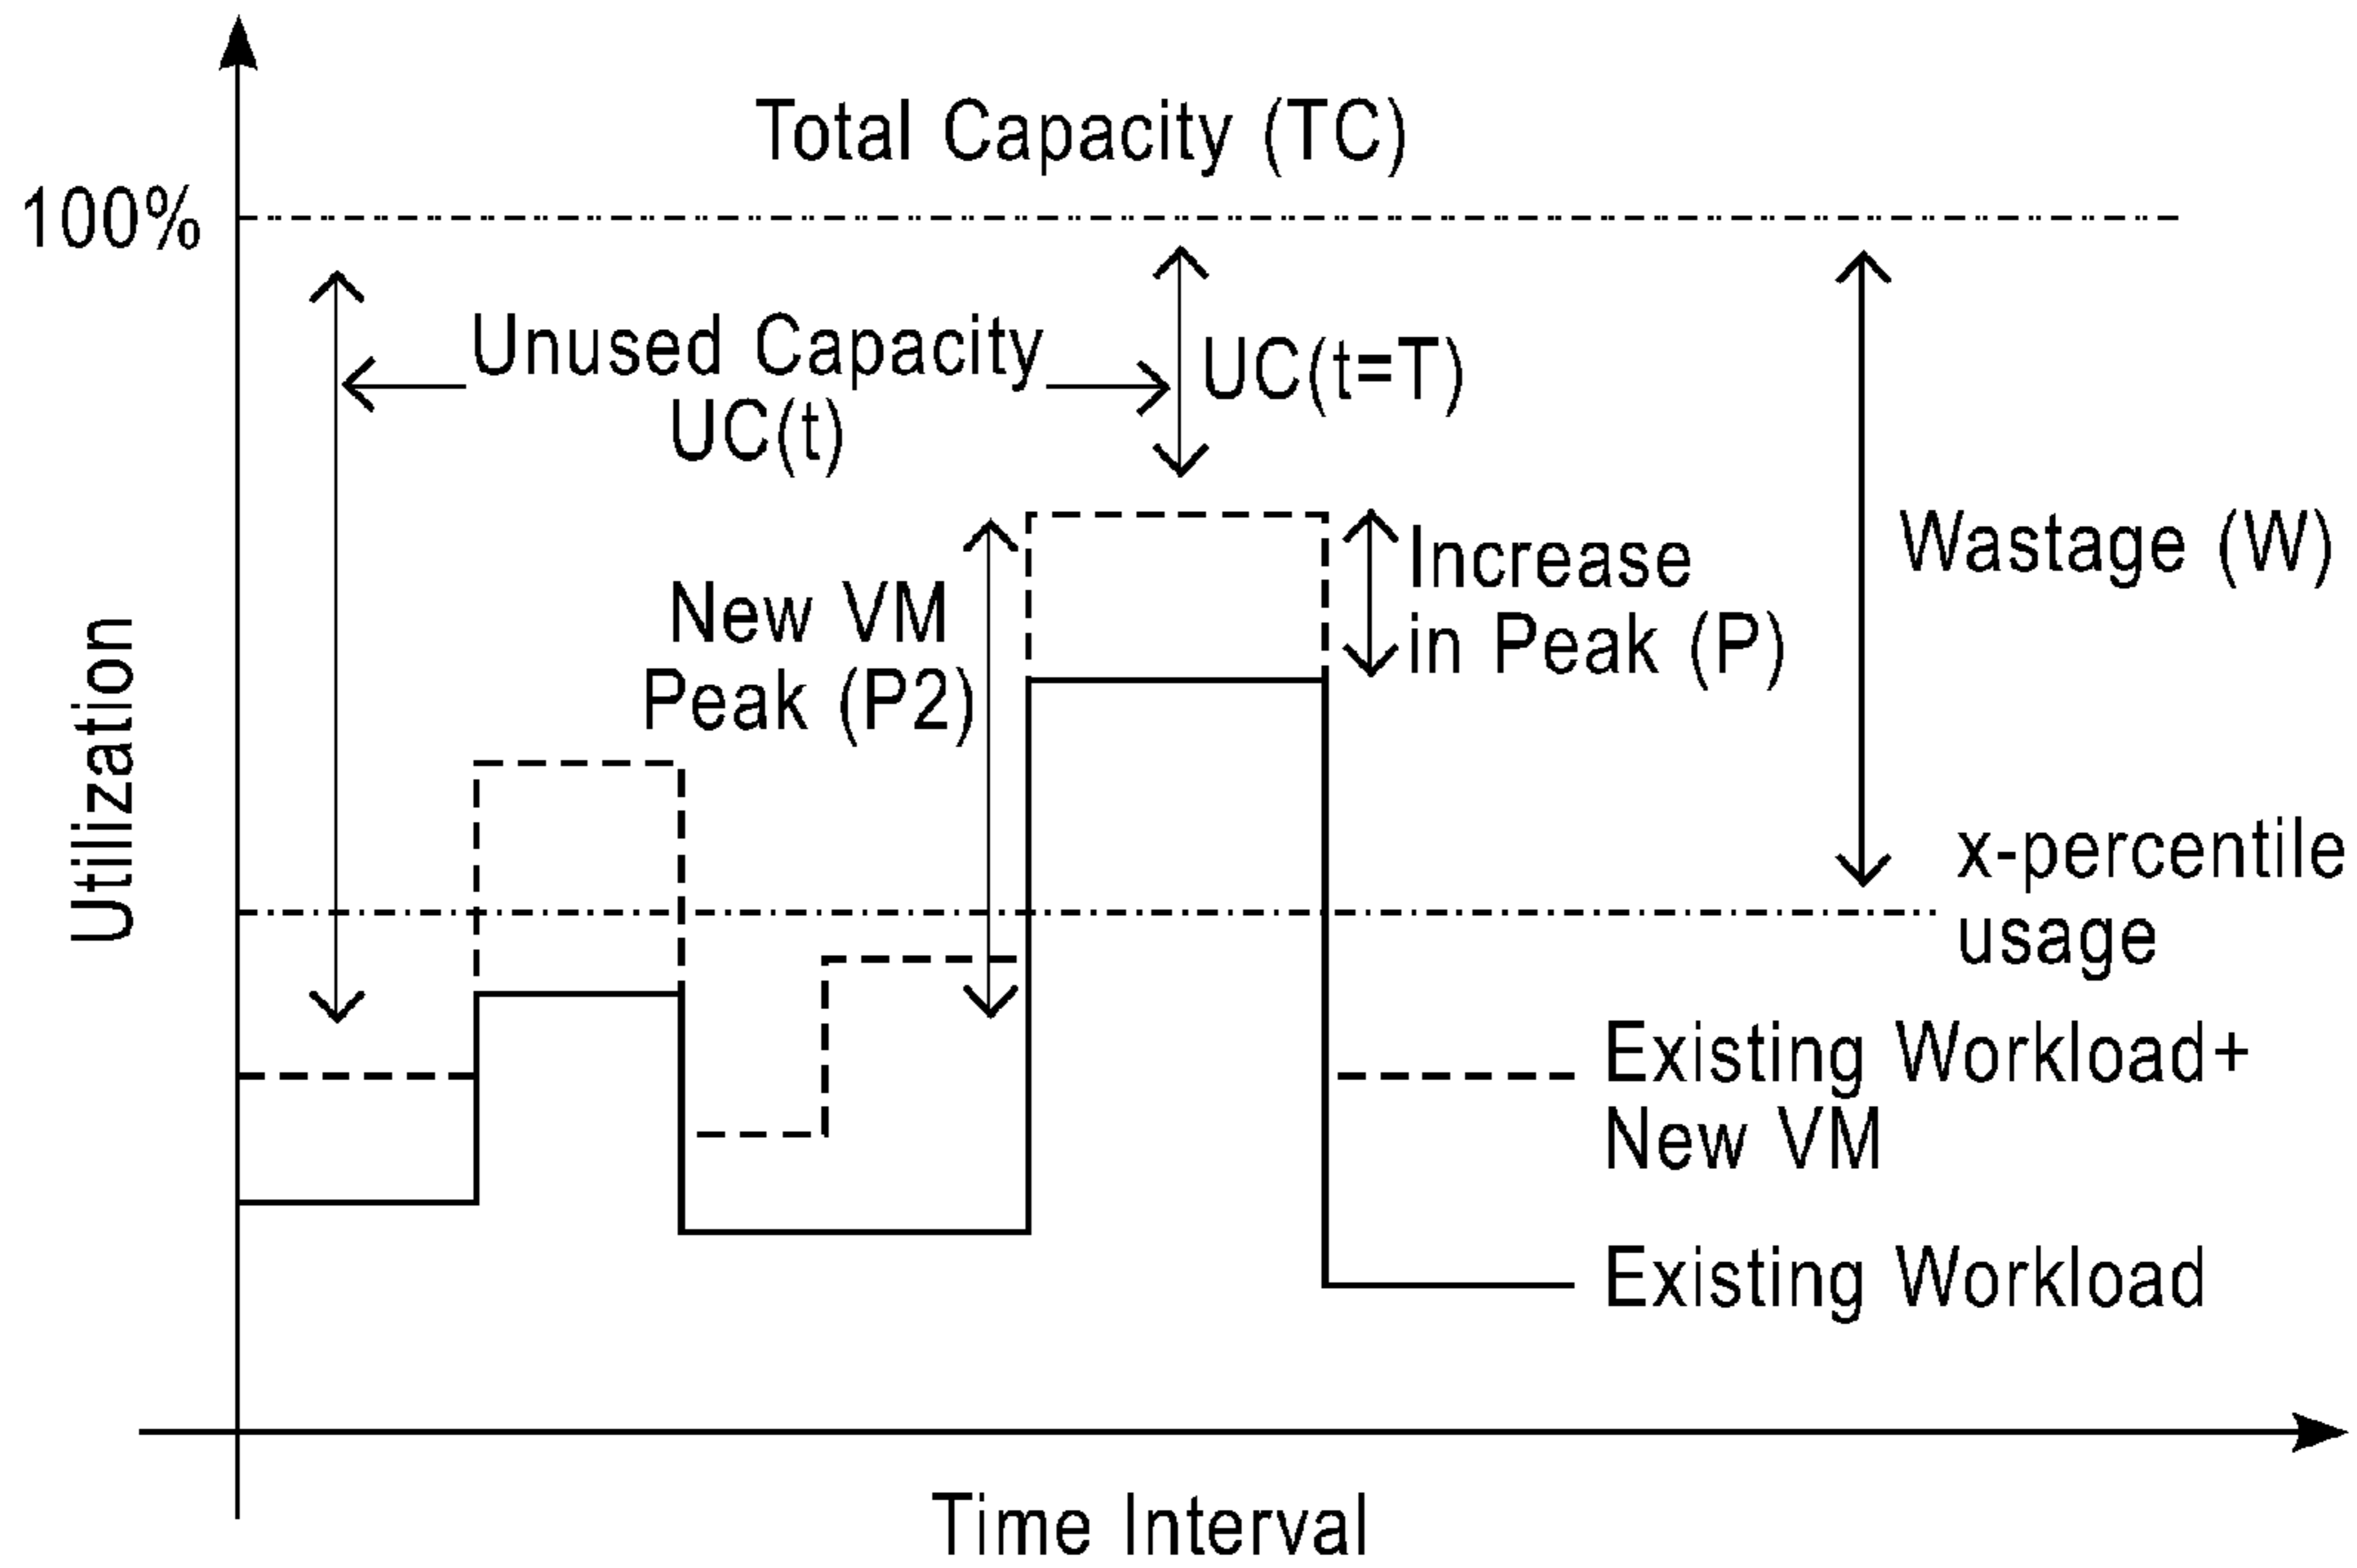 Total Capacity (TC)
100%
Unused Capacity
UC(t)
UC(t=T)
New VM
Peak (P2)
Increase
in Peak (P)
Wastage (W)
Utilization
x-percentile
usage
Existing Workload+
New VM
Existing Workload
Time Interval